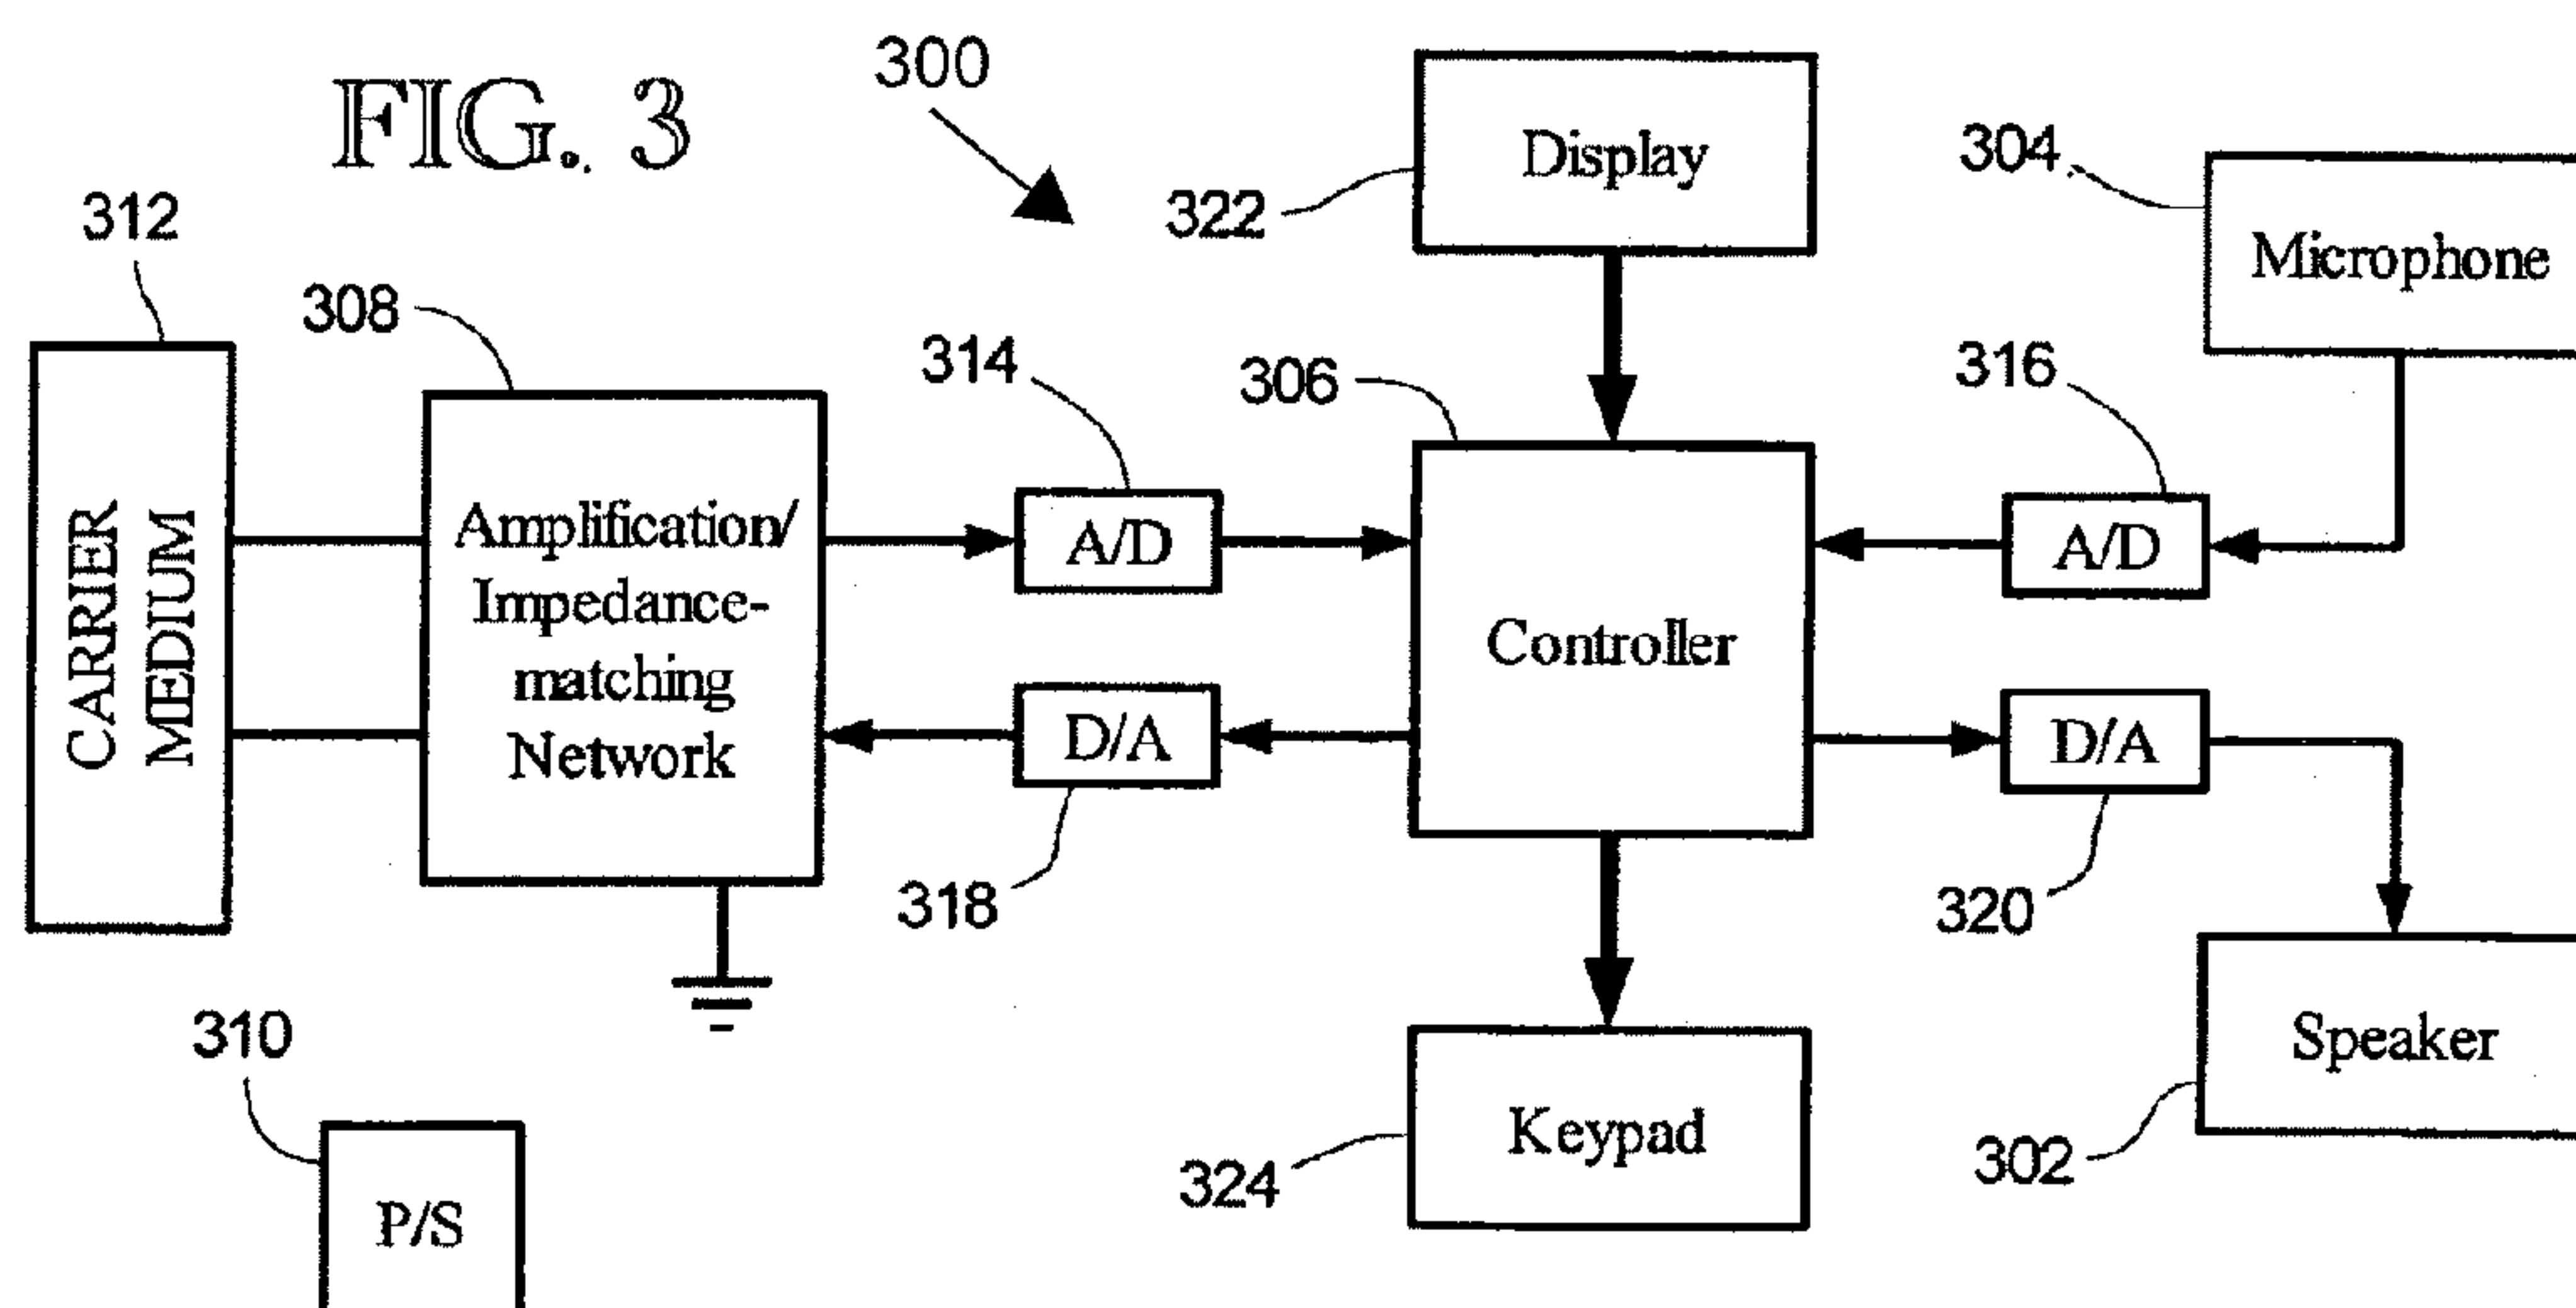 FIG. 3
300
Display
322
304
Microphone
312
308
314
306
316
CARRIER
MEDIUM
Amplification/
Impedance-
matching
Network
A/D
Controller
A/D
D/A
D/A
318
320
310
P/S
Keypad
324
Speaker
302